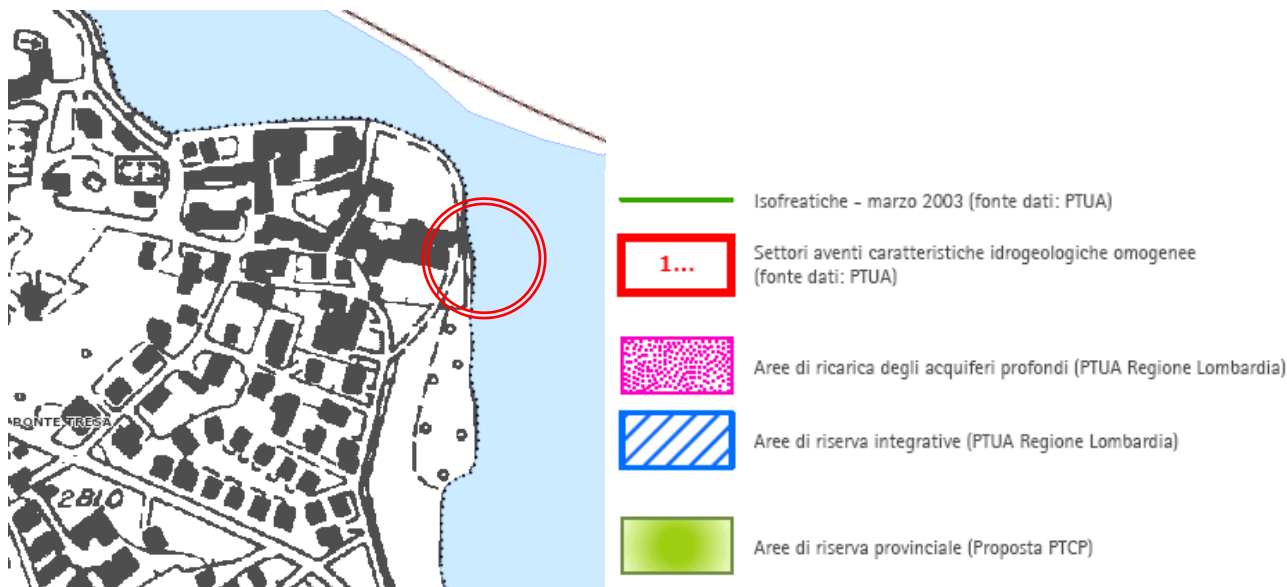 PONTE TRESA
2810
Isofreatiche - marzo 2003 (fonte dati: PTUA)
1...
Settori aventi caratteristiche idrogeologiche omogenee
(fonte dati: PTUA)
Aree di ricarica degli acquiferi profondi (PTUA Regione Lombardia)
Aree di riserva integrative (PTUA Regione Lombardia)
Aree di riserva provinciale (Proposta PTCP)